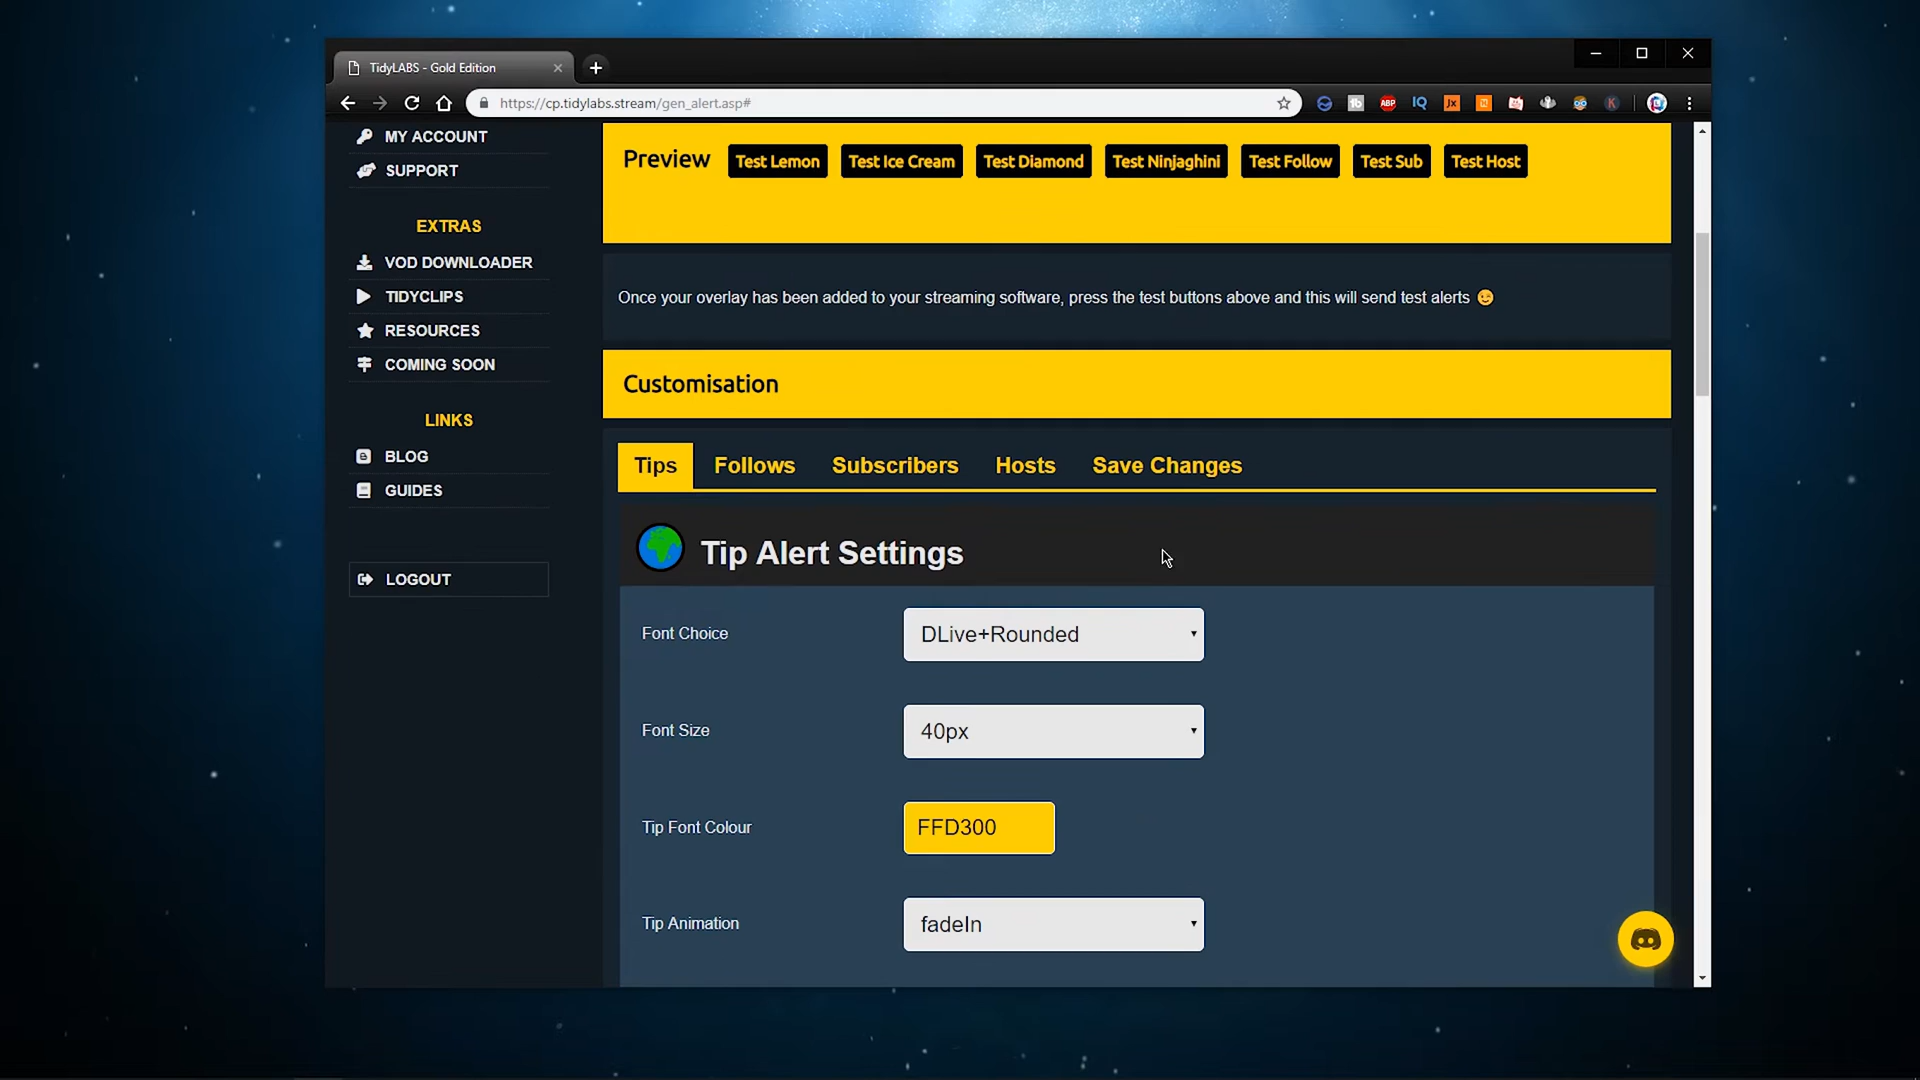 TidyLABS - Gold Edition
https://cp.tidylabs.stream/gen_alert.asp#
MY ACCOUNT
SUPPORT
EXTRAS
VOD DOWNLOADER
TIDYCLIPS
RESOURCES
COMING SOON
LINKS
BLOG
GUIDES
LOGOUT
Preview Test Lemon Test Ice Cream Test Diamond Test Ninjaghini Test Follow Test Sub Test Host
Once your overlay has been added to your streaming software, press the test buttons above and this will send test alerts
Customisation
Tips Follows Subscribers Hosts Save Changes
Tip Alert Settings
Font Choice DLive+Rounded
Font Size 40px
Tip Font Colour FFD300
Tip Animation fadeIn